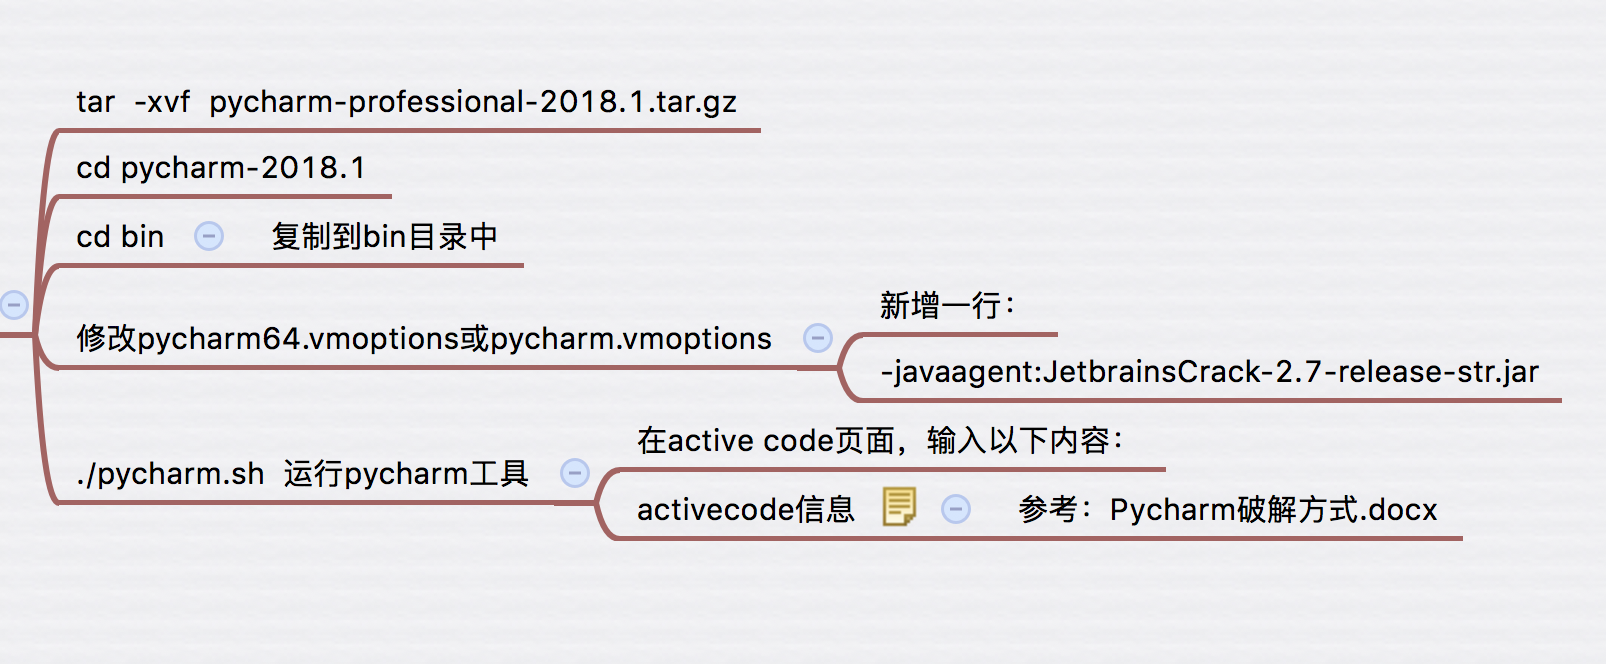 tar -xvf pycharm-professional-2018.1.tar.gz
cd pycharm-2018.1
cd bin 复制到bin目录中
修改pycharm64.vmoptions或pycharm.vmoptions
新增一行：
-javaagent:JetbrainsCrack-2.7-release-str.jar
./pycharm.sh 运行pycharm工具
在active code页面，输入以下内容：
activecode信息 参考：Pycharm破解方式.docx